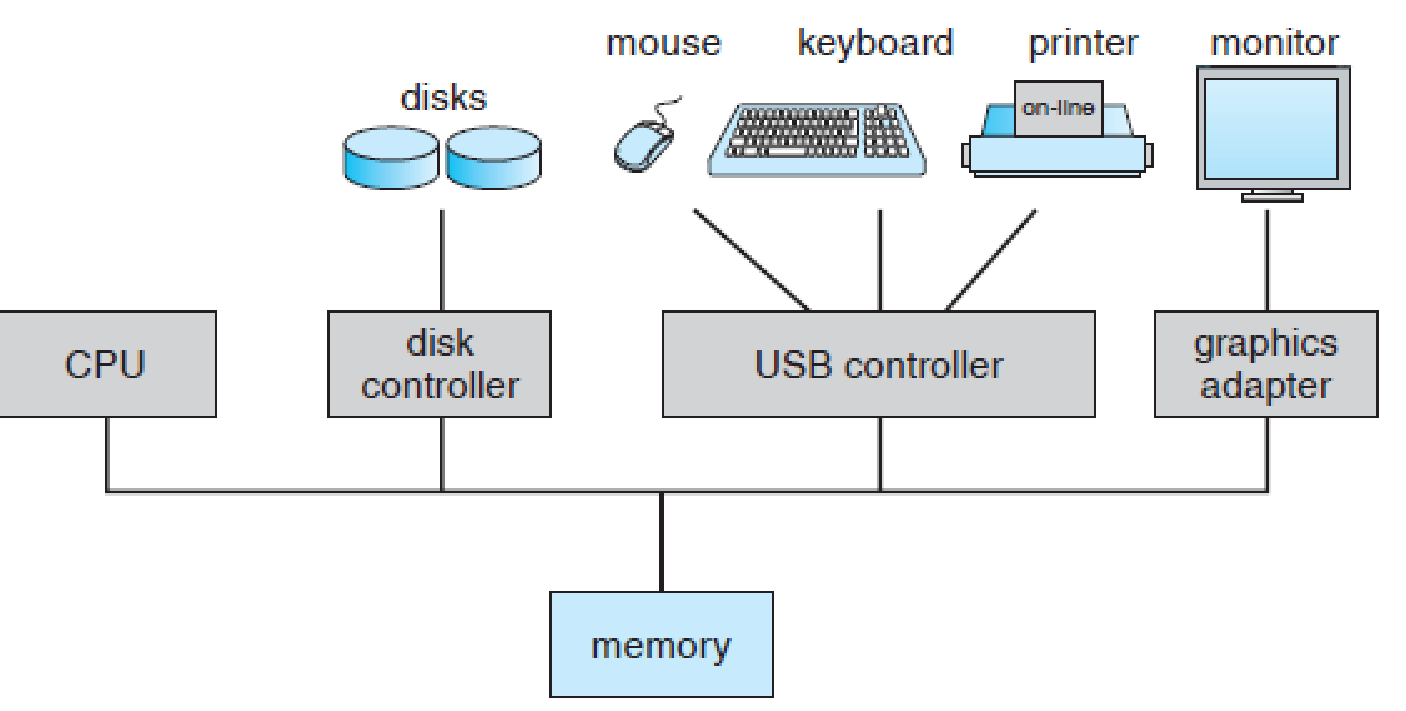 mouse
keyboard
printer
monitor
disks
on-line
CPU
disk
controller
USB controller
graphics
adapter
memory